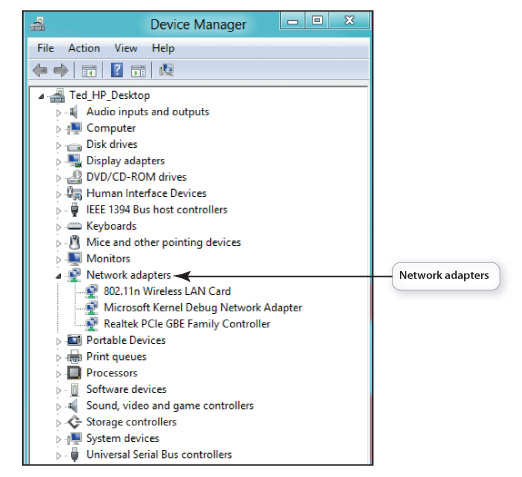 Device Manager
File Action View Help
Ted_HP_Desktop
Audio inputs and outputs
Computer
Disk drives
Display adapters
DVD/CD-ROM drives
Human Interface Devices
IEEE 1394 Bus host controllers
Keyboards
Mice and other pointing devices
Monitors
Network adapters
Network adapters
802.11n Wireless LAN Card
Microsoft Kernel Debug Network Adapter
Realtek PCIe GBE Family Controller
Portable Devices
Print queues
Processors
Software devices
Sound, video and game controllers
Storage controllers
System devices
Universal Serial Bus controllers